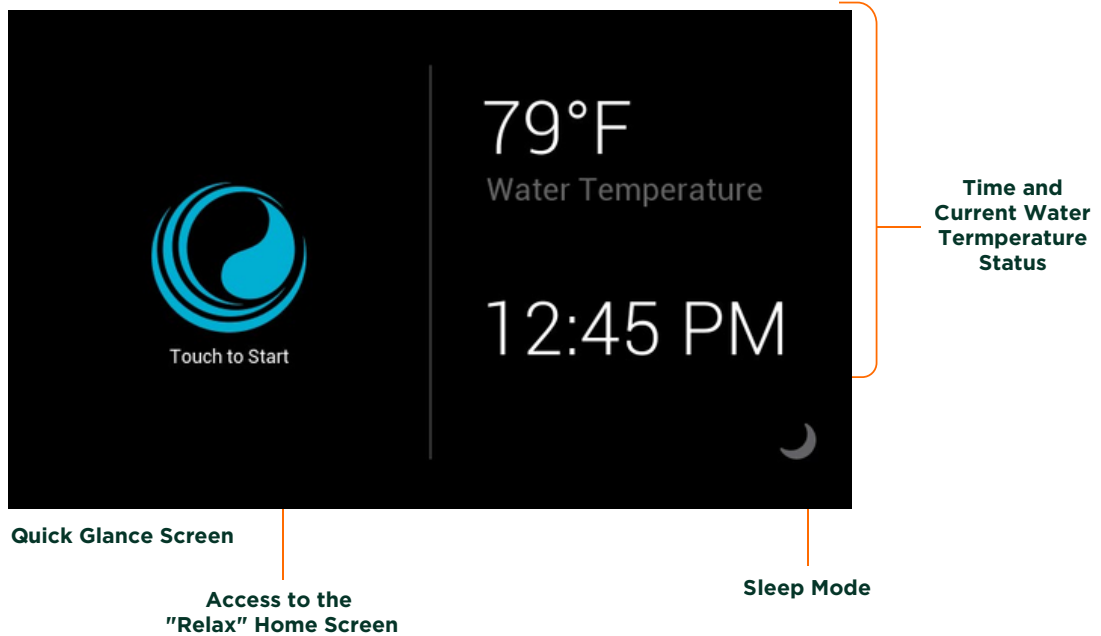 79°F
Water Temperature
12:45 PM
Touch to Start
Time and
Current Water
Termperature
Status
Quick Glance Screen
Access to the
"Relax" Home Screen
Sleep Mode